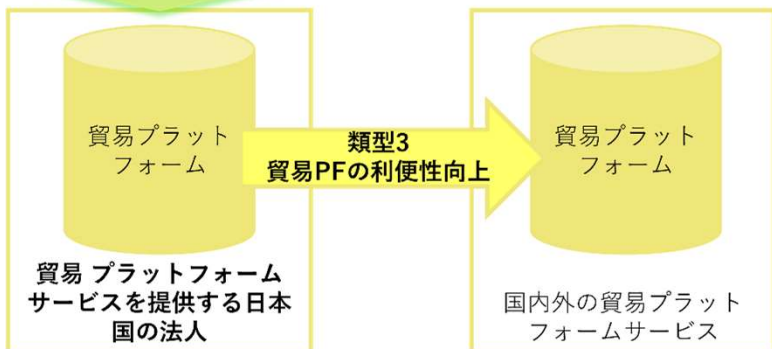 貿易プラット
フォーム
類型3
貿易PFの利便性向上
貿易プラット
フォーム
貿易 プラットフォーム
サービスを提供する日本
国の法人
国内外の貿易プラット
フォームサービス